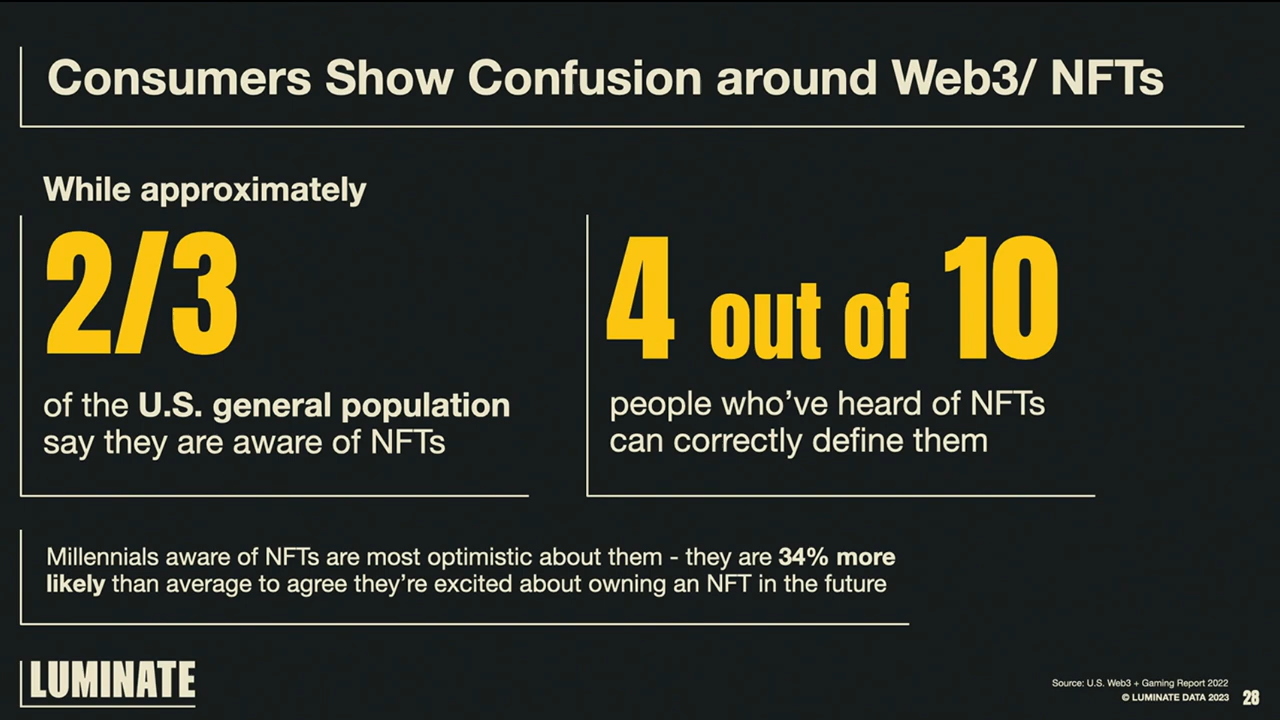 Consumers Show Confusion around Web3/ NFTs
While approximately
2/3
of the U.S. general population
say they are aware of NFTs
4 out of 10
people who’ve heard of NFTs
can correctly define them
Millennials aware of NFTs are most optimistic about them - they are 34% more
likely than average to agree they’re excited about owning an NFT in the future
LUMINATE
Source: U.S. Web3 + Gaming Report 2022
© LUMINATE DATA 2023
28